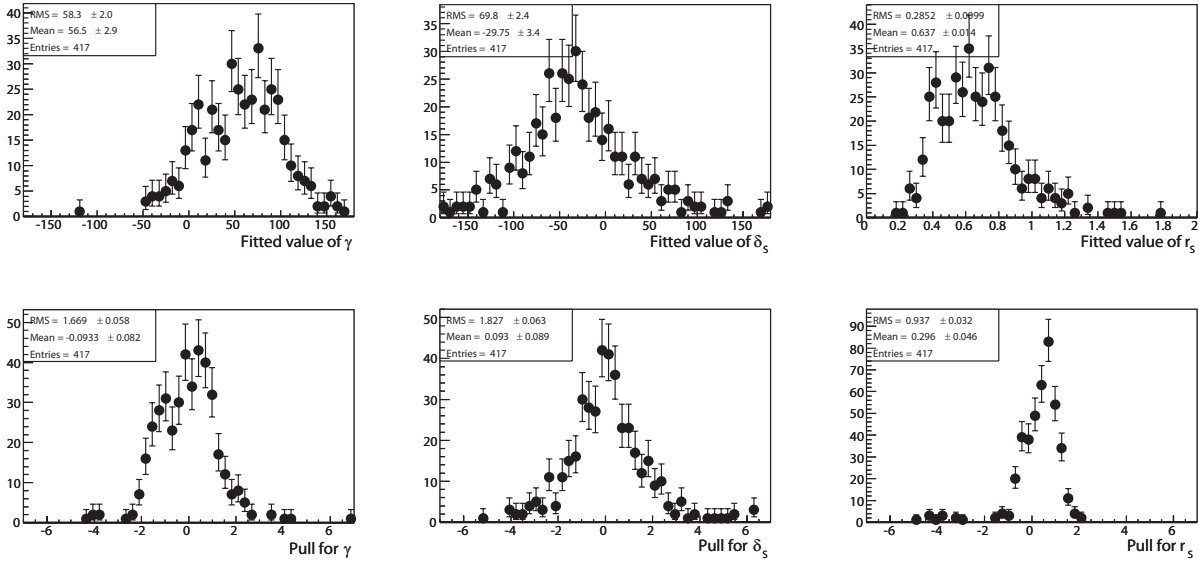 RMS = 58.3 ± 2.0
Mean = 56.5 ± 2.9
Entries = 417
40
35
30
25
20
15
10
5
0
-150 -100 -50 0 50 100 150
Fitted value of γ
RMS = 69.8 ± 2.4
Mean = -29.75 ± 3.4
Entries = 417
35
30
25
20
15
10
5
0
-150 -100 -50 0 50 100 150
Fitted value of δs
RMS = 0.2852 ± 0.0099
Mean = 0.637 ± 0.014
Entries = 417
40
35
30
25
20
15
10
5
0
0 0.2 0.4 0.6 0.8 1 1.2 1.4 1.6 1.8 2
Fitted value of rs
RMS = 1.669 ± 0.058
Mean = -0.0933 ± 0.082
Entries = 417
50
40
30
20
10
0
-6 -4 -2 0 2 4 6
Pull for γ
RMS = 1.827 ± 0.063
Mean = 0.093 ± 0.089
Entries = 417
50
40
30
20
10
0
-6 -4 -2 0 2 4 6
Pull for δs
RMS = 0.937 ± 0.032
Mean = 0.296 ± 0.046
Entries = 417
90
80
70
60
50
40
30
20
10
0
-6 -4 -2 0 2 4 6
Pull for rs